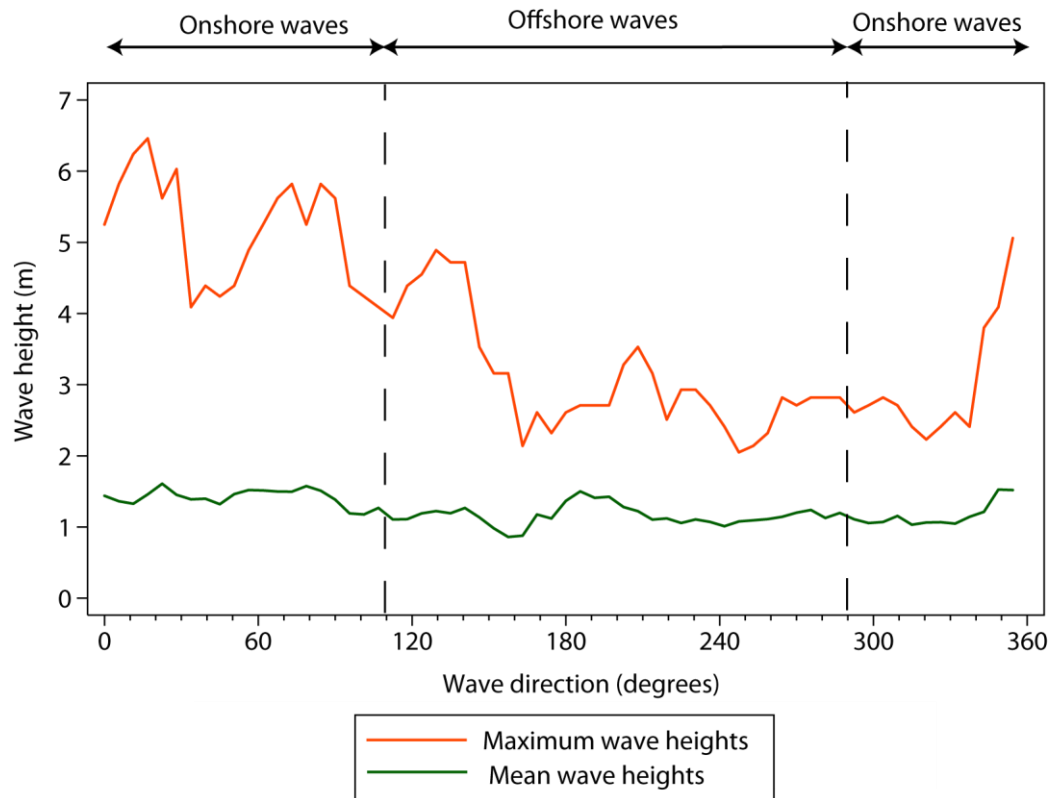 Onshore waves
Offshore waves
Onshore waves
7
6
5
4
3
2
1
0
Wave height (m)
0 60 120 180 240 300 360
Wave direction (degrees)
Maximum wave heights
Mean wave heights